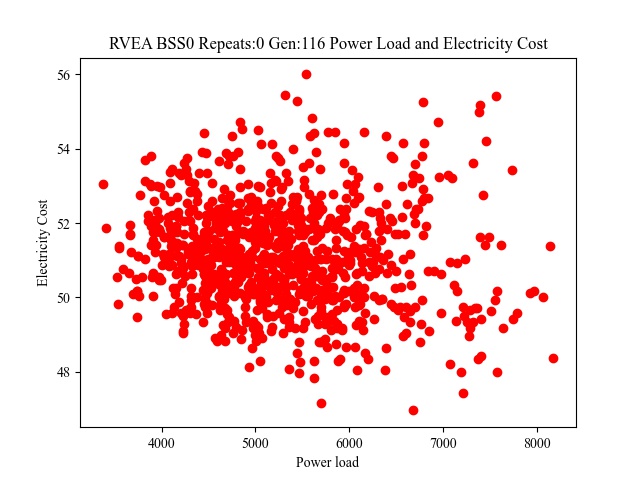 RVEA BSS0 Repeats:0 Gen:116 Power Load and Electricity Cost
56
54
52
50
48
Electricity Cost
4000 5000 6000 7000 8000
Power load